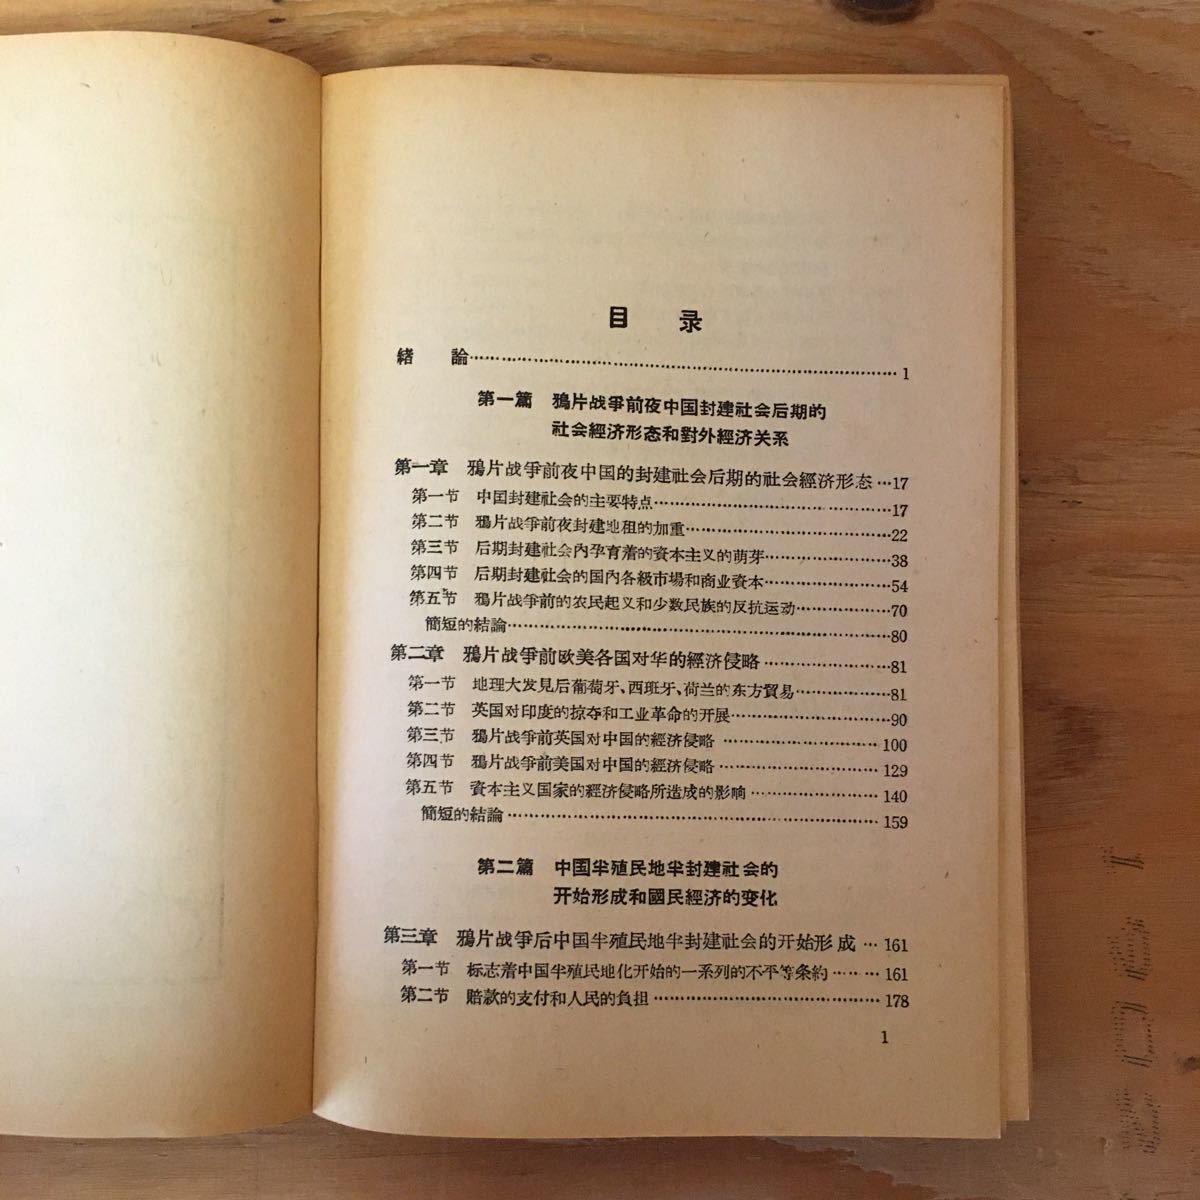 目 录
緒 論……1
第一篇 鴉片战爭前夜中国封建社会后期的
社会經济形态和對外經济关系
第一章 鴉片战爭前夜中国的封建社会后期的社会經济形态…17
第一节 中国封建社会的主要特点……17
第二节 鴉片战爭前夜封建地租的加重……22
第三节 后期封建社会內孕育着的資本主义的萌芽……38
第四节 后期封建社会的国內各級市場和商业資本……54
第五节 鴉片战爭前的农民起义和少数民族的反抗运动……70
簡短的結論……80
第二章 鴉片战爭前欧美各国对华的經济侵略……81
第一节 地理大发見后葡萄牙、西班牙、荷兰的东方貿易……81
第二节 英国对印度的掠夺和工业革命的开展……90
第三节 鴉片战爭前英国对中国的經济侵略……100
第四节 鴉片战爭前美国对中国的經济侵略……129
第五节 資本主义国家的經济侵略所造成的影响……140
簡短的結論……159
第二篇 中国半殖民地半封建社会的
开始形成和國民經济的变化
第三章 鴉片战爭后中国半殖民地半封建社会的开始形成…161
第一节 标志着中国半殖民地化开始的一系列的不平等条約……161
第二节 賠款的支付和人民的負担……178
1